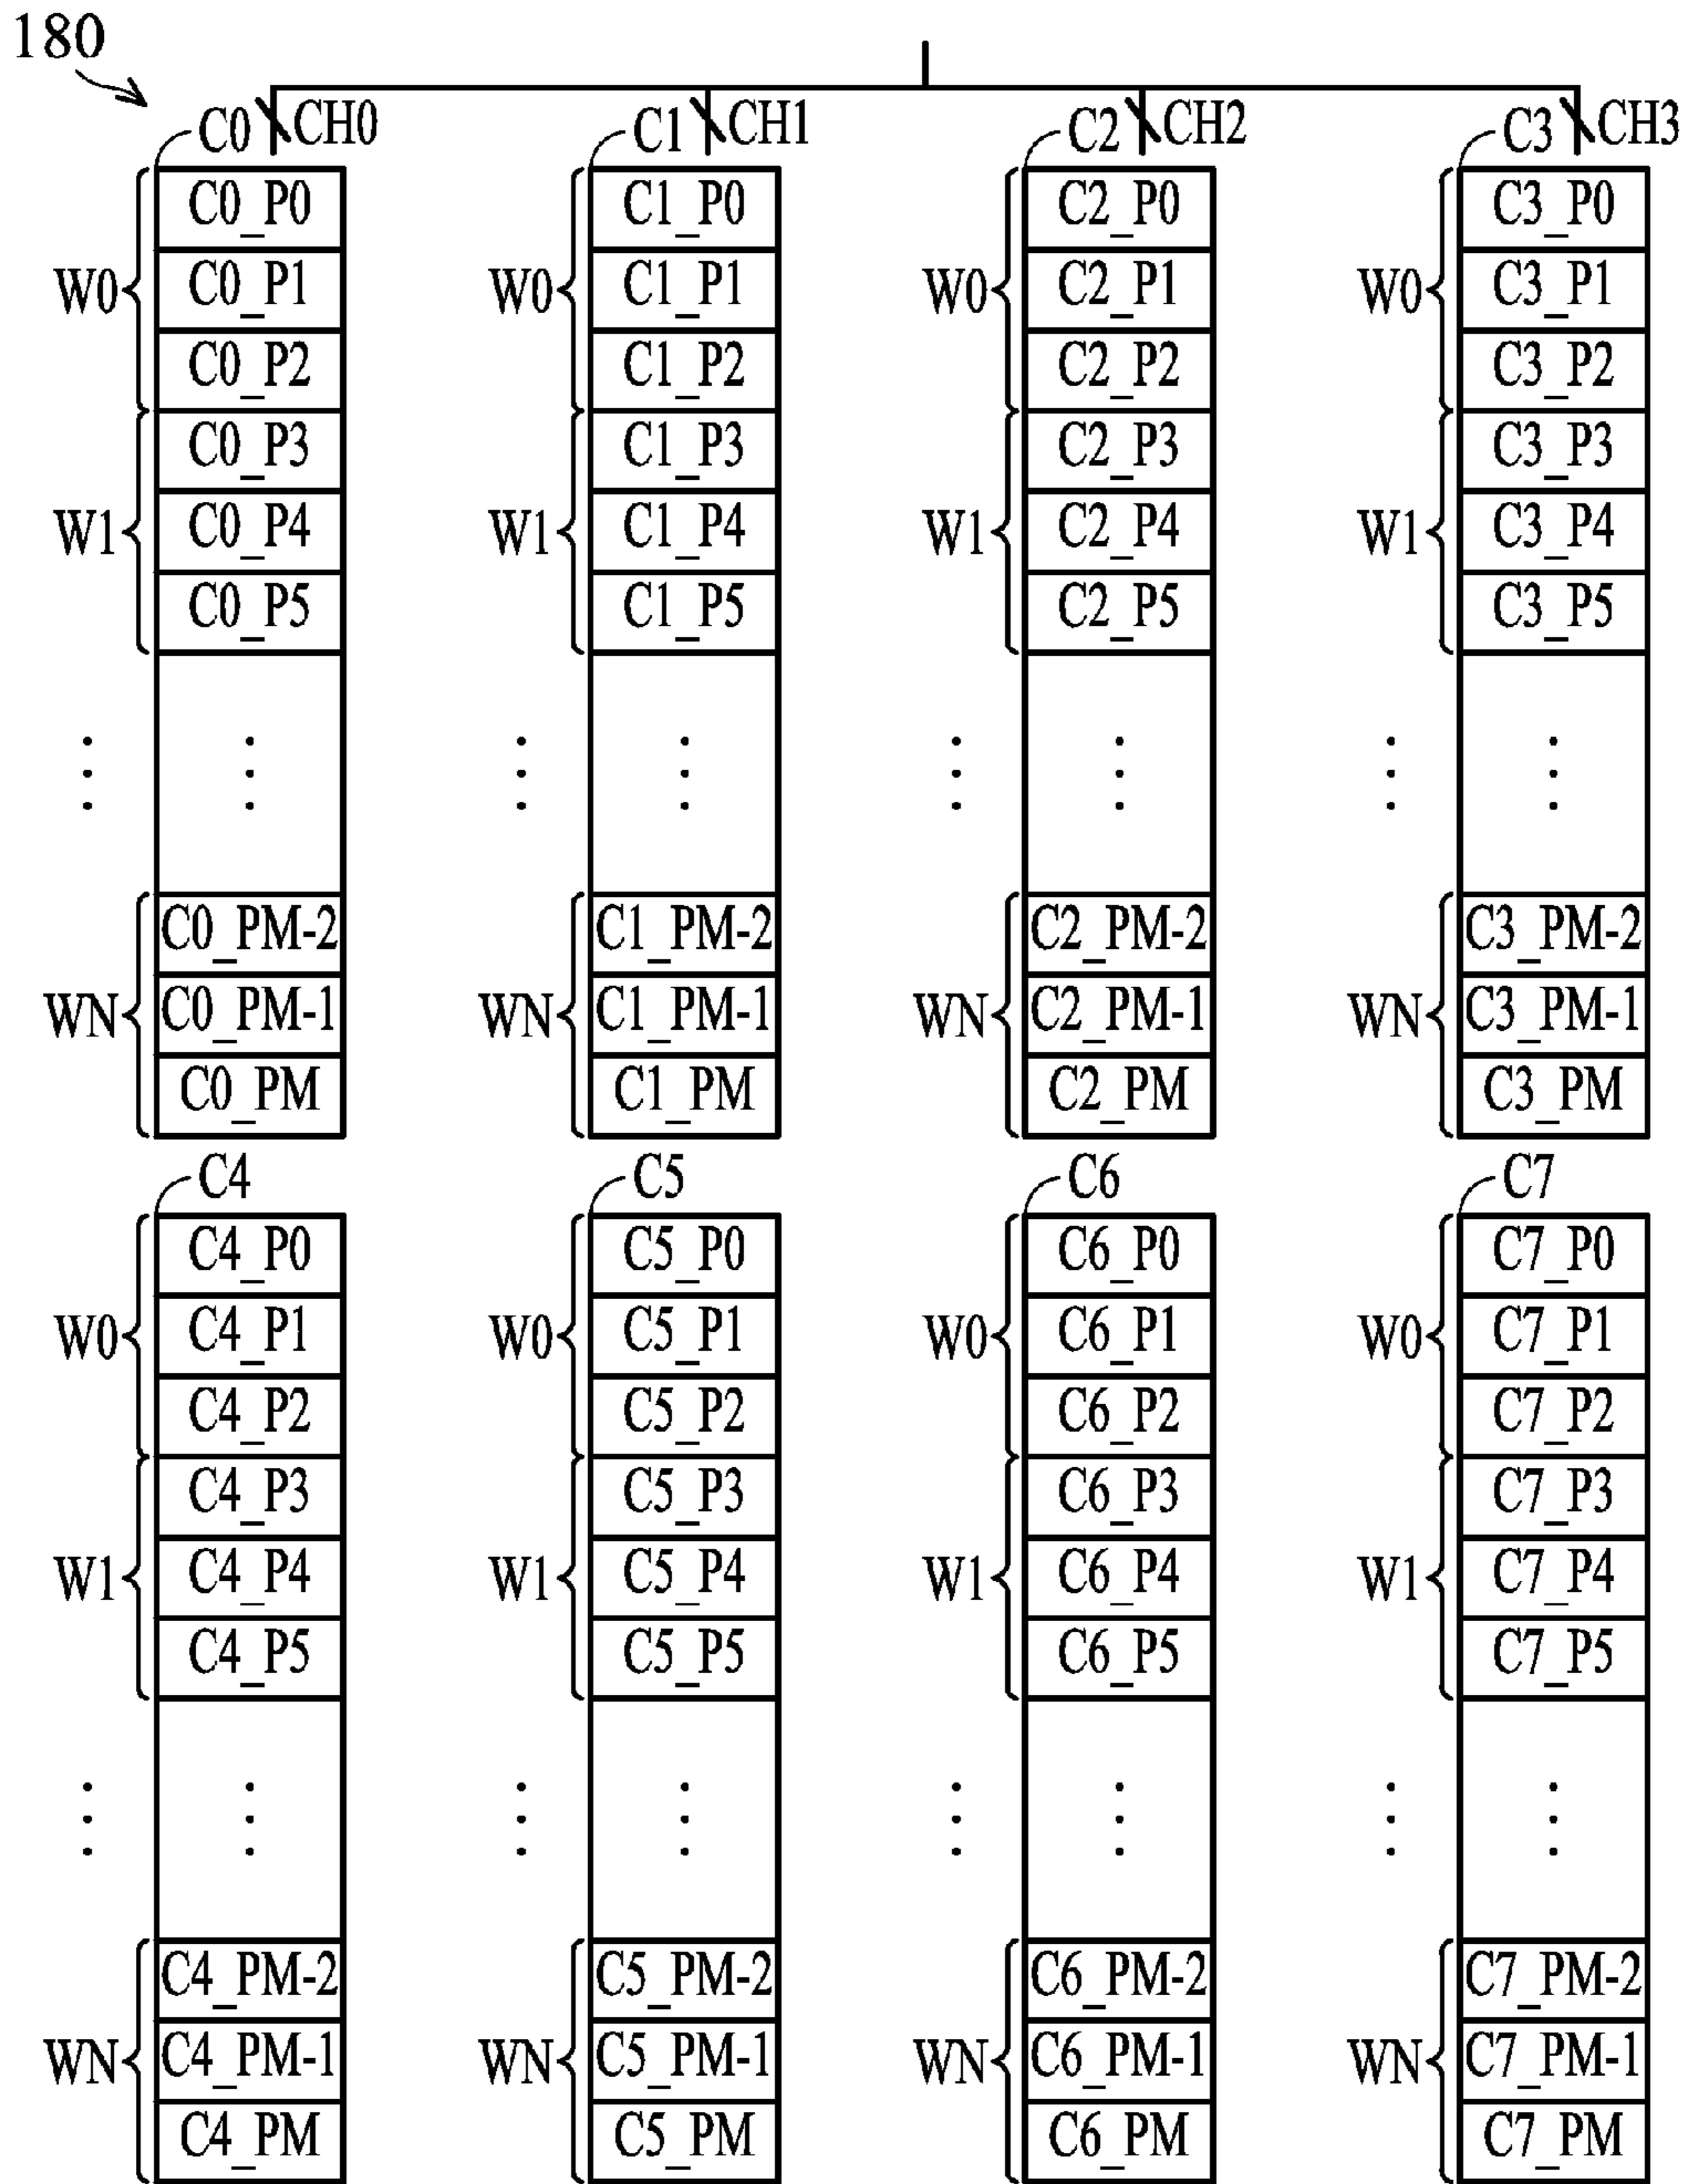 180
C0 CH0 C1 CH1 C2 CH2 C3 CH3
C0_P0 C1_P0 C2_P0 C3_P0
W0 C0_P1 W0 C1_P1 W0 C2_P1 W0 C3_P1
C0_P2 C1_P2 C2_P2 C3_P2
C0_P3 C1_P3 C2_P3 C3_P3
W1 C0_P4 W1 C1_P4 W1 C2_P4 W1 C3_P4
C0_P5 C1_P5 C2_P5 C3_P5
C0_PM-2 C1_PM-2 C2_PM-2 C3_PM-2
WN C0_PM-1 WN C1_PM-1 WN C2_PM-1 WN C3_PM-1
C0_PM C1_PM C2_PM C3_PM
C4 C5 C6 C7
C4_P0 C5_P0 C6_P0 C7_P0
W0 C4_P1 W0 C5_P1 W0 C6_P1 W0 C7_P1
C4_P2 C5_P2 C6_P2 C7_P2
C4_P3 C5_P3 C6_P3 C7_P3
W1 C4_P4 W1 C5_P4 W1 C6_P4 W1 C7_P4
C4_P5 C5_P5 C6_P5 C7_P5
C4_PM-2 C5_PM-2 C6_PM-2 C7_PM-2
WN C4_PM-1 WN C5_PM-1 WN C6_PM-1 WN C7_PM-1
C4_PM C5_PM C6_PM C7_PM